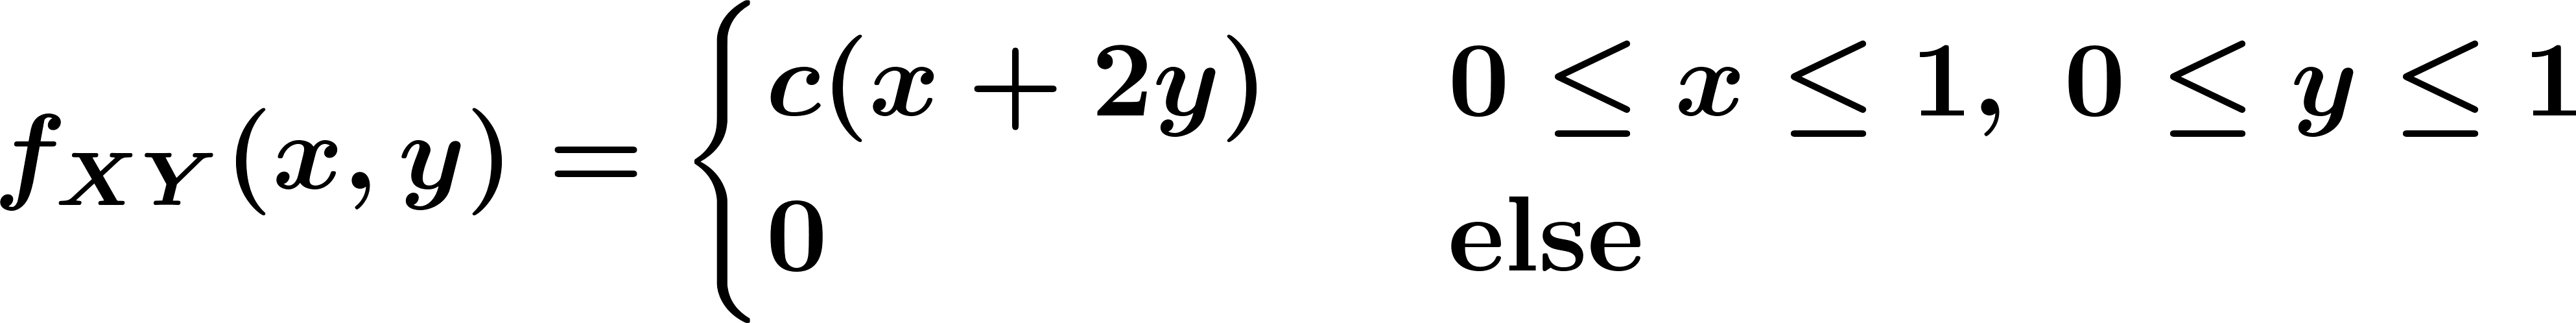 f_{XY}(x, y) = { c(x + 2y)   0 ≤ x ≤ 1, 0 ≤ y ≤ 1
0   else